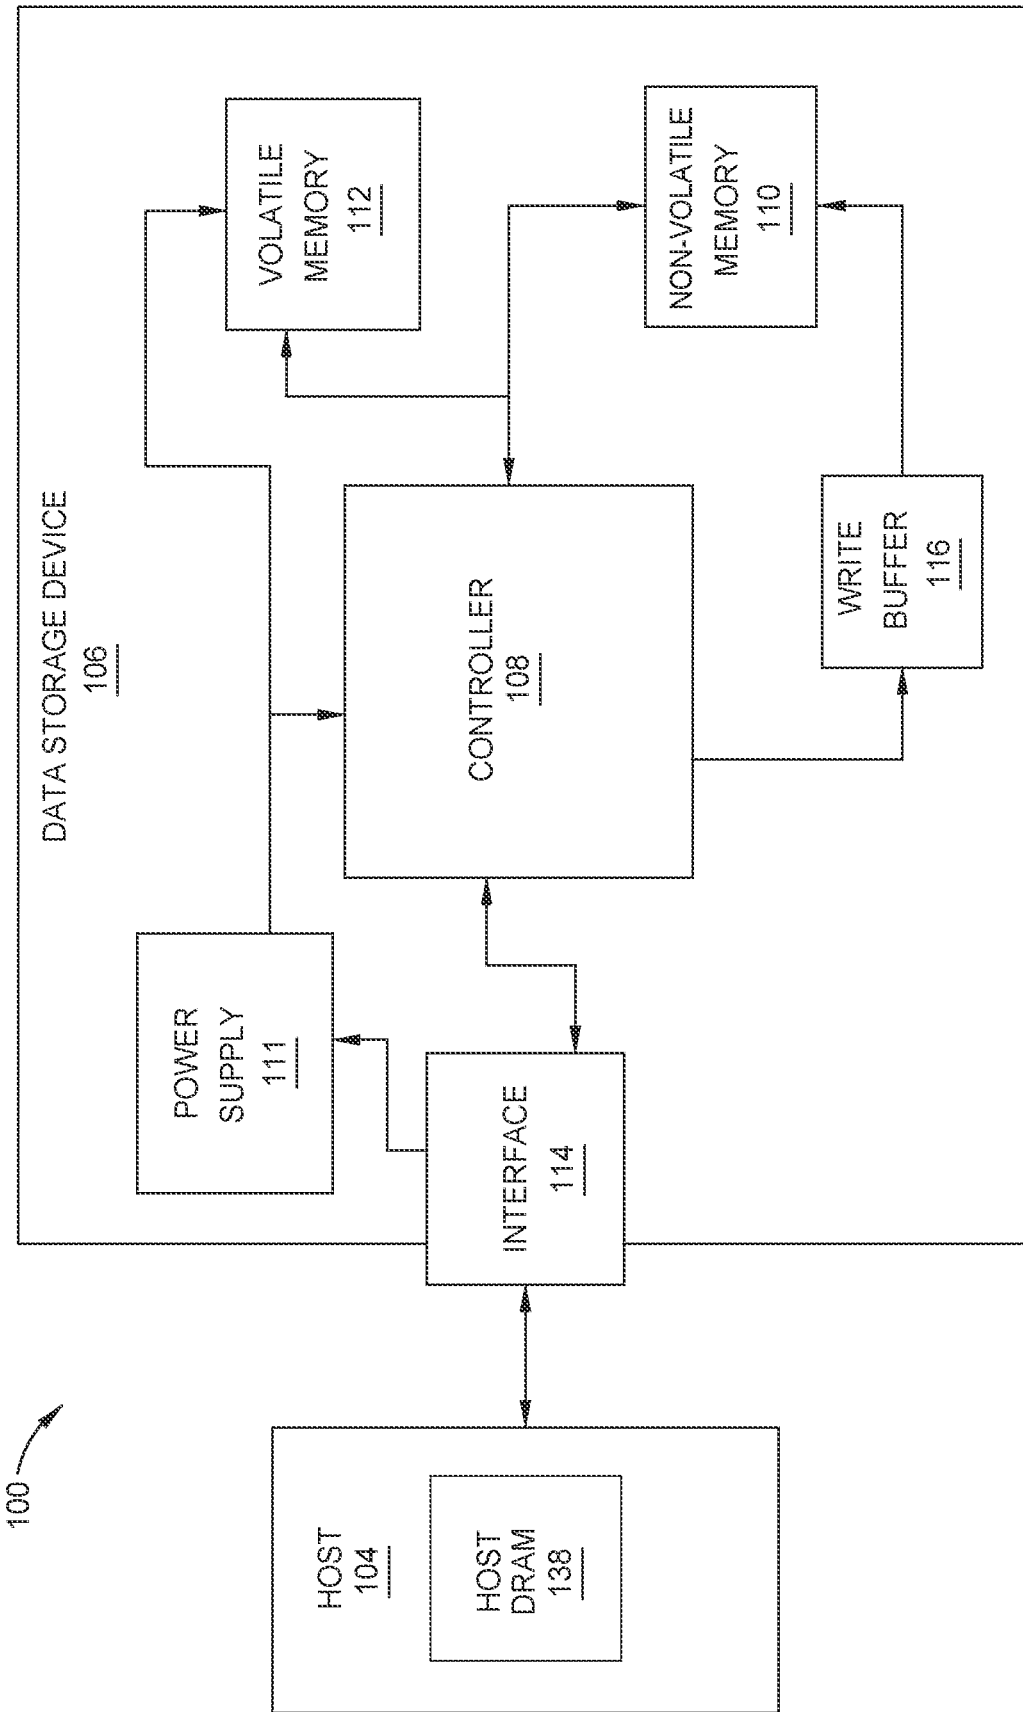 100
HOST
104
HOST
DRAM
138
DATA STORAGE DEVICE
106
INTERFACE
114
POWER
SUPPLY
111
CONTROLLER
108
VOLATILE
MEMORY
112
NON-VOLATILE
MEMORY
110
WRITE
BUFFER
116